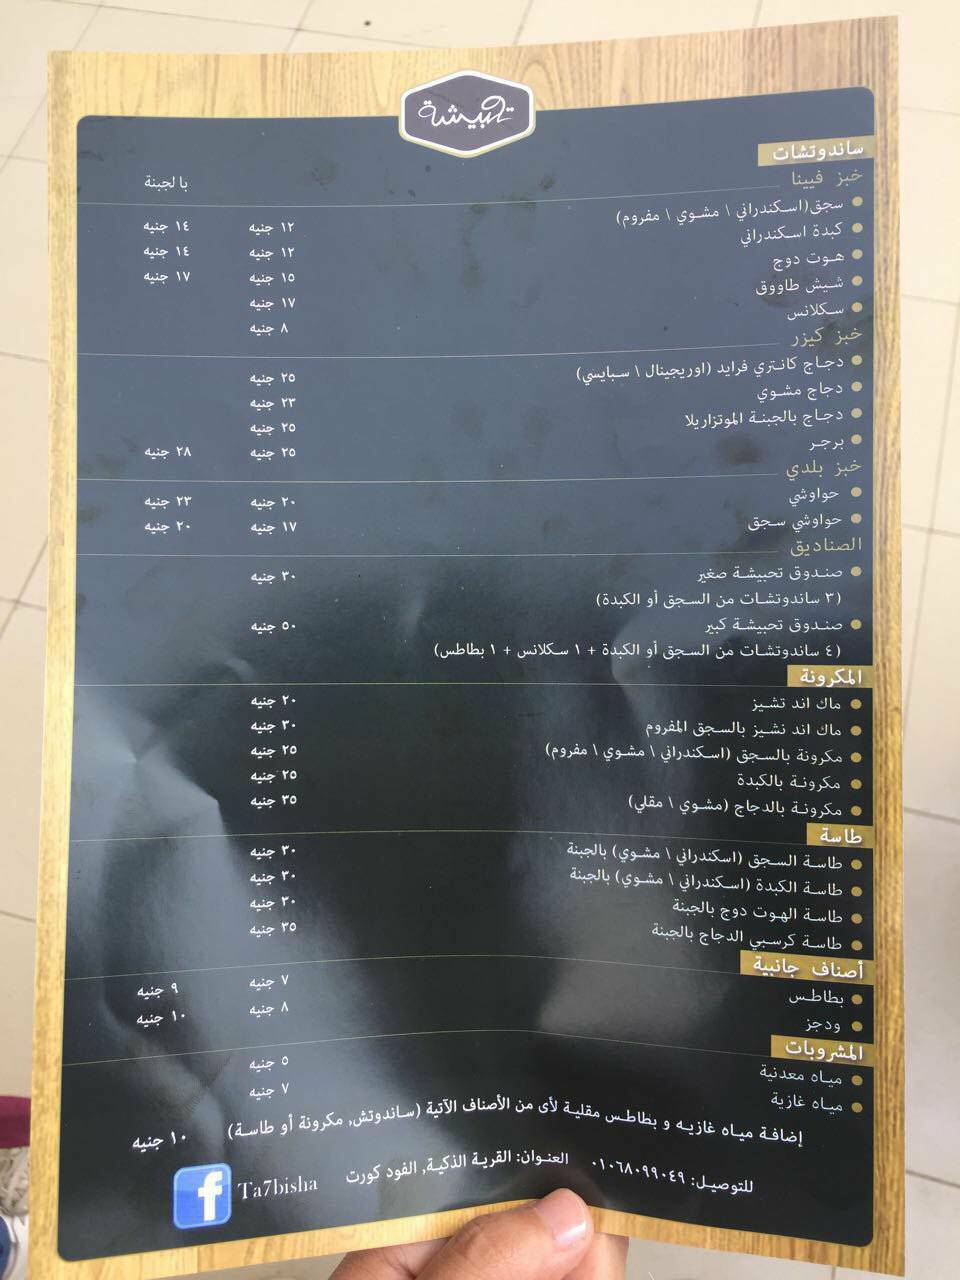 تحبيشة
ساندوتشات
خبز فيينا بالجبنة
سجق(اسكندراني \ مشوي \ مفروم) ١٢ جنيه ١٤ جنيه
كبدة اسكندراني ١٢ جنيه ١٤ جنيه
هوت دوج ١٥ جنيه ١٧ جنيه
شيش طاووق ١٧ جنيه
سكلانس ٨ جنيه
خبز كيزر
دجاج كانتري فرايد (اوريجينال \ سبايسي) ٢٥ جنيه
دجاج مشوي ٢٣ جنيه
دجاج بالجبنة الموتزاريلا ٢٥ جنيه
برجر ٢٥ جنيه ٢٨ جنيه
خبز بلدي
حواوشي ٢٠ جنيه ٢٣ جنيه
حواوشي سجق ١٧ جنيه ٢٠ جنيه
الصناديق
صندوق تحبيشة صغير ٣٠ جنيه
(٣ ساندوتشات من السجق أو الكبدة)
صندوق تحبيشة كبير ٥٠ جنيه
(٤ ساندوتشات من السجق أو الكبدة + ١ سكلانس + ١ بطاطس)
المكرونة
ماك اند تشيز ٢٠ جنيه
ماك اند تشيز بالسجق المفروم ٣٠ جنيه
مكرونة بالسجق (اسكندراني \ مشوي \ مفروم) ٢٥ جنيه
مكرونة بالكبدة ٢٥ جنيه
مكرونة بالدجاج (مشوي \ مقلي) ٣٥ جنيه
طاسة
طاسة السجق (اسكندراني \ مشوي) بالجبنة ٣٠ جنيه
طاسة الكبدة (اسكندراني \ مشوي) بالجبنة ٣٠ جنيه
طاسة الهوت دوج بالجبنة ٣٠ جنيه
طاسة كرسبي الدجاج بالجبنة ٣٥ جنيه
أصناف جانبية
بطاطس ٧ جنيه ٩ جنيه
ودجز ٨ جنيه ١٠ جنيه
المشروبات
مياه معدنية ٥ جنيه
مياه غازية ٧ جنيه
إضافة مياه غازيه و بطاطس مقلية لأى من الأصناف الآتية (ساندوتش, مكرونة أو طاسة) ١٠ جنيه
للتوصيل: ٠١٠٦٨٠٩٩٠٤٩ العنوان: القرية الذكية, الفود كورت
f Ta7bisha